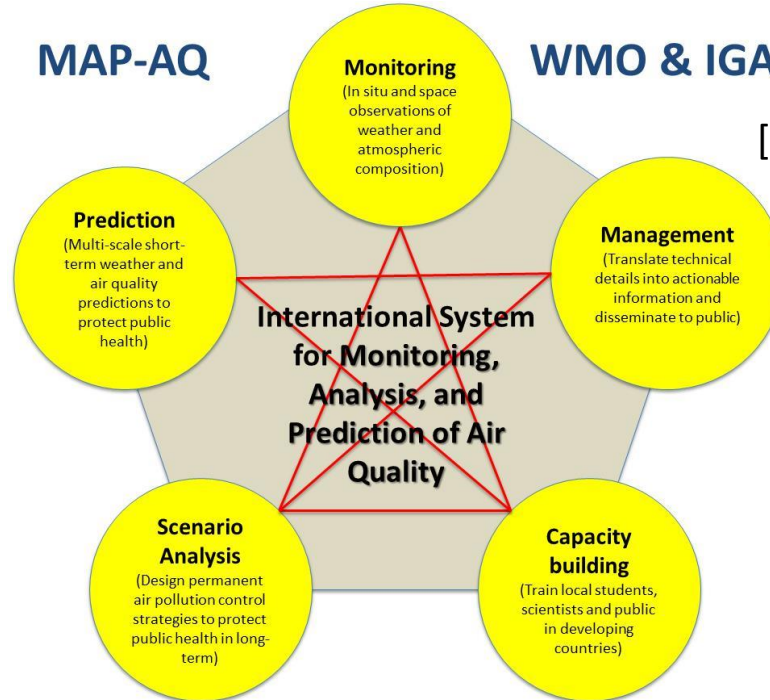 MAP-AQ
WMO & IGA
[
Monitoring
(In situ and space
observations of
weather and
atmospheric
composition)
Prediction
(Multi-scale short-
term weather and
air quality
predictions to
protect public
health)
Management
(Translate technical
details into actionable
information and
disseminate to public)
International System
for Monitoring,
Analysis, and
Prediction of Air
Quality
Scenario
Analysis
(Design permanent
air pollution control
strategies to protect
public health in long-
term)
Capacity
building
(Train local students,
scientists and public
in developing
countries)